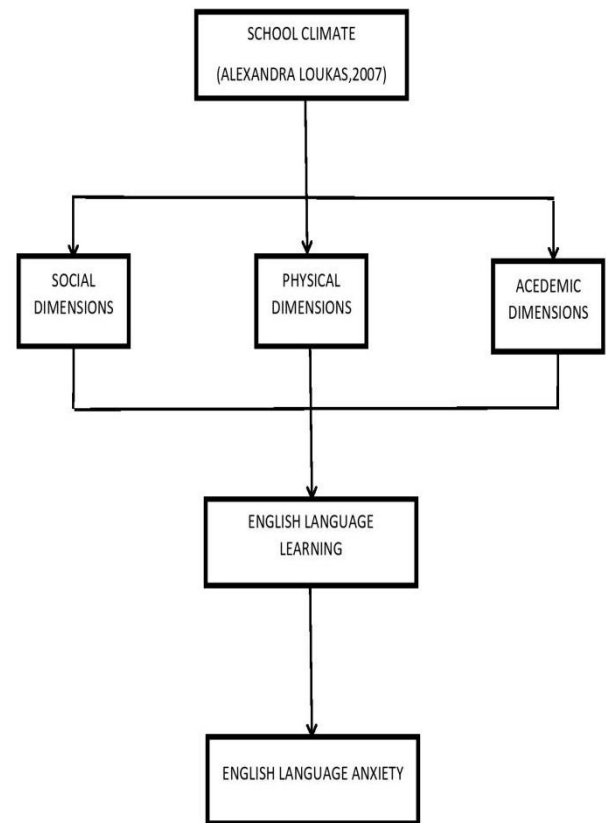 SCHOOL CLIMATE
(ALEXANDRA LOUKAS,2007)
SOCIAL
DIMENSIONS
PHYSICAL
DIMENSIONS
ACEDEMIC
DIMENSIONS
ENGLISH LANGUAGE
LEARNING
ENGLISH LANGUAGE ANXIETY